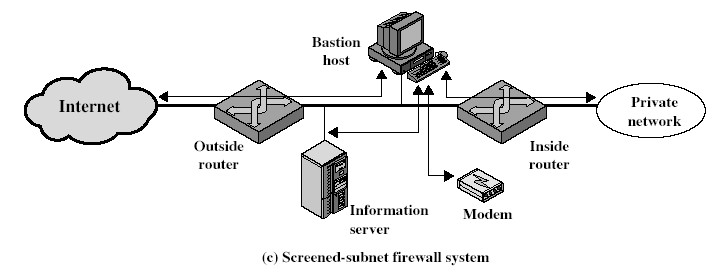 Bastion
host
Internet
Private
network
Outside
router
Inside
router
Information
server
Modem
(c) Screened-subnet firewall system